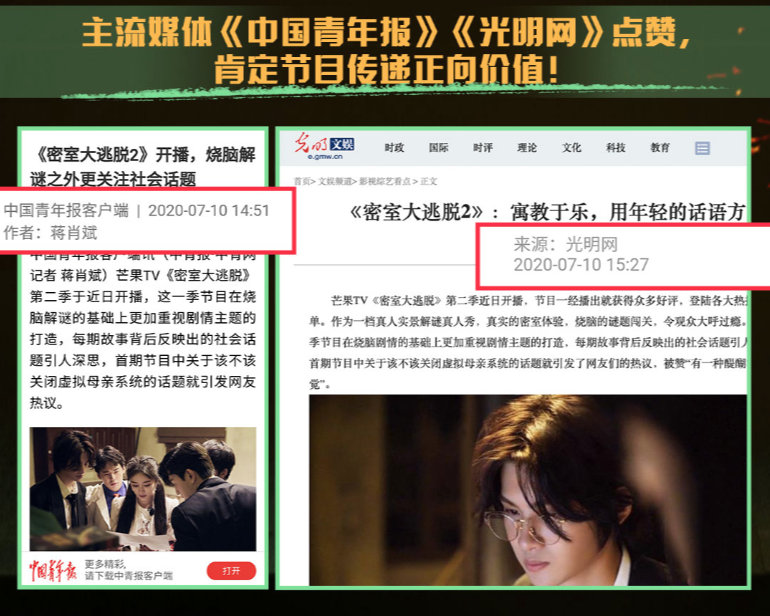 主流媒体《中国青年报》《光明网》点赞，
肯定节目传递正向价值！
《密室大逃脱2》开播，烧脑解
谜之外更关注社会话题
中国青年报客户端 | 2020-07-10 14:51
作者：蒋肖斌
中国青年报客户端讯（中青报·中青网
记者 蒋肖斌）芒果TV《密室大逃脱》
第二季于近日开播，这一季节目在烧
脑解谜的基础上更加重视剧情主题的
打造，每期故事背后反映出的社会话
题引人深思，首期节目中关于该不该
关闭虚拟母亲系统的话题就引发网友
热议。
中国青年报
更多精彩,
请下载中青报客户端
打开
光明 文娱
e.gmw.cn
时政 国际 时评 理论 文化 科技 教育
首页> 文娱频道> 影视综艺看点 > 正文
《密室大逃脱2》：寓教于乐，用年轻的话语方
来源：光明网
2020-07-10 15:27
芒果TV《密室大逃脱》第二季近日开播，节目一经播出就获得众多好评，登陆各大热
单。作为一档真人实景解谜真人秀，真实的密室体验，烧脑的谜题闯关，令观众大呼过瘾。
季节目在烧脑剧情的基础上更加重视剧情主题的打造，每期故事背后反映出的社会话题引
首期节目中关于该不该关闭虚拟母亲系统的话题就引发了网友们的热议，被赞“有一种醍醐
觉”。